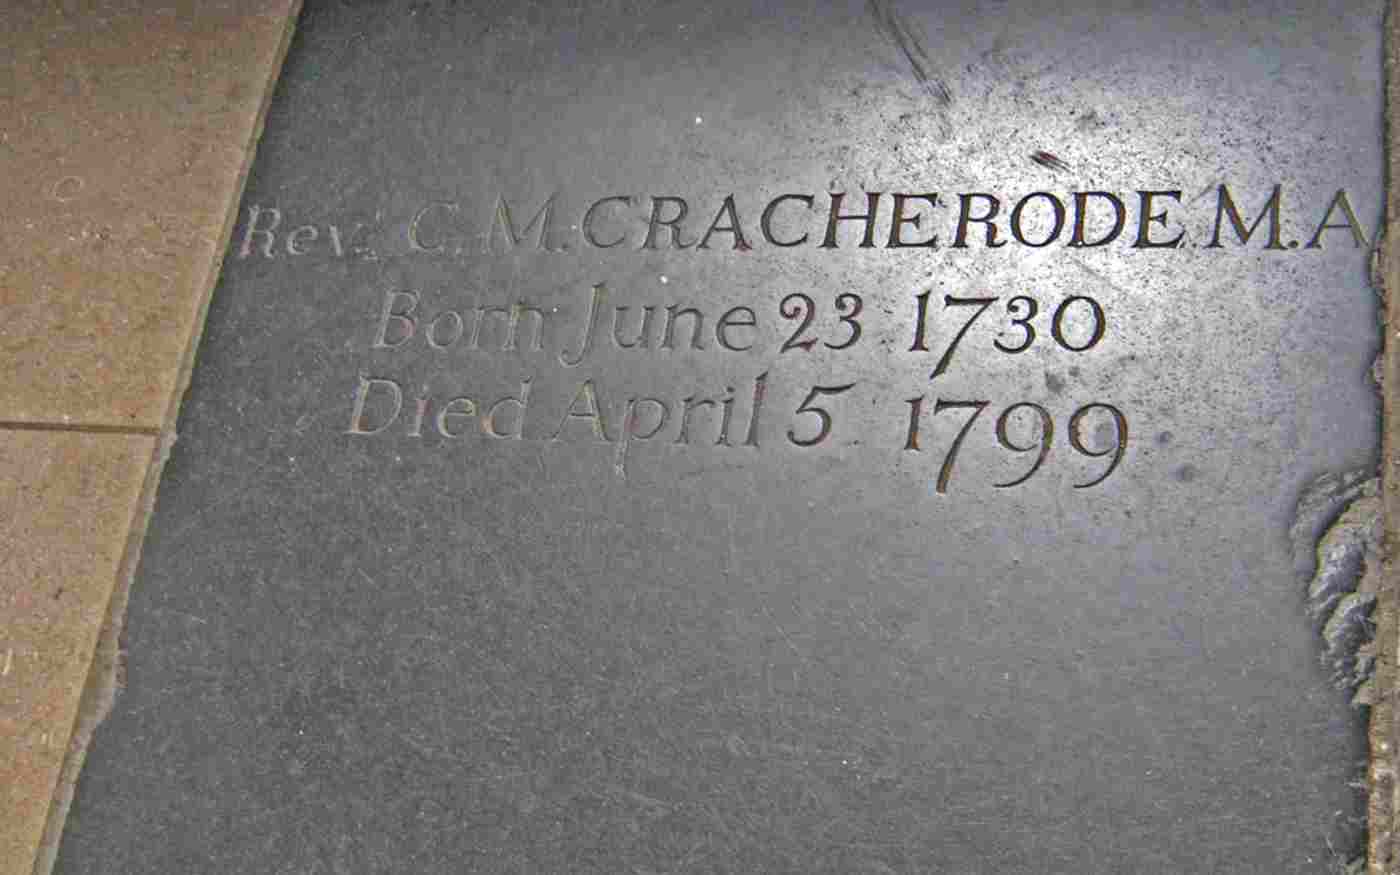 Rev. C. M. CRACHERODE M.A
Born June 23 1730
Died April 5 1799